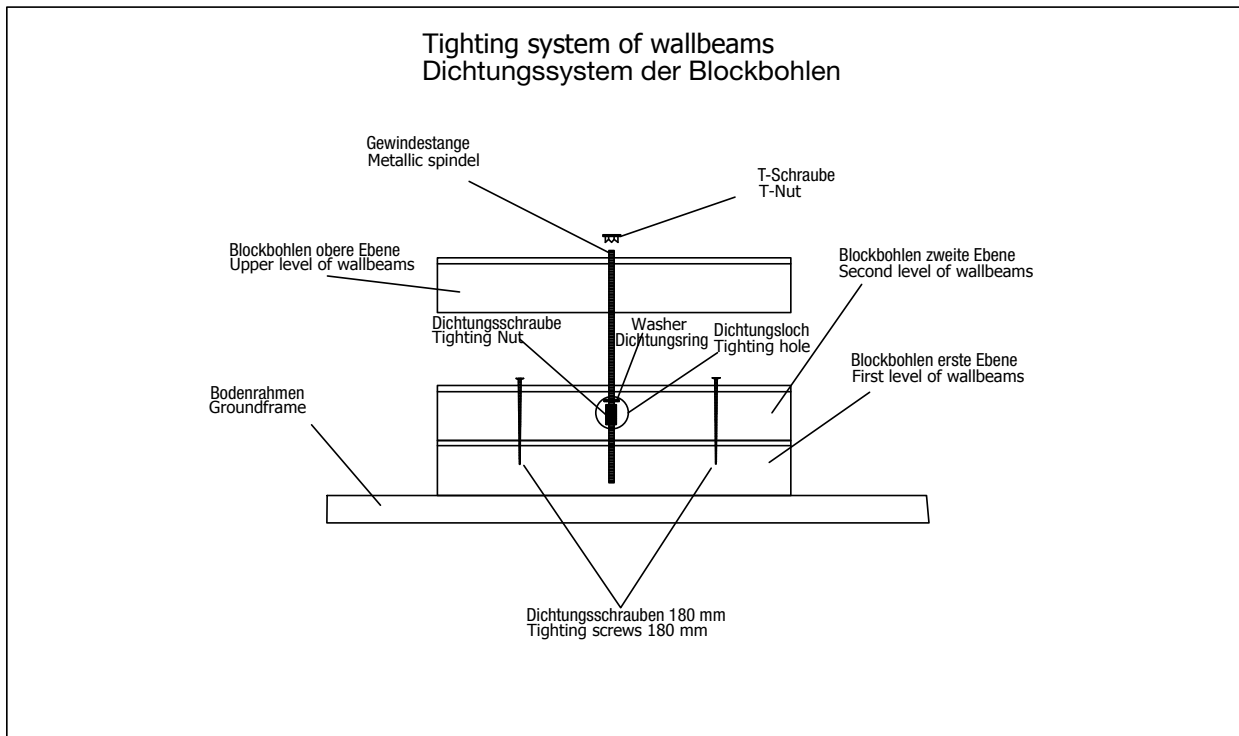 Tighting system of wallbeams
Dichtungssystem der Blockbohlen
Gewindestange
Metallic spindel
T-Schraube
T-Nut
Blockbohlen obere Ebene
Upper level of wallbeams
Blockbohlen zweite Ebene
Second level of wallbeams
Dichtungsschraube
Tighting Nut
Washer
Dichtungsring
Dichtungsloch
Tighting hole
Blockbohlen erste Ebene
First level of wallbeams
Bodenrahmen
Groundframe
Dichtungsschrauben 180 mm
Tighting screws 180 mm